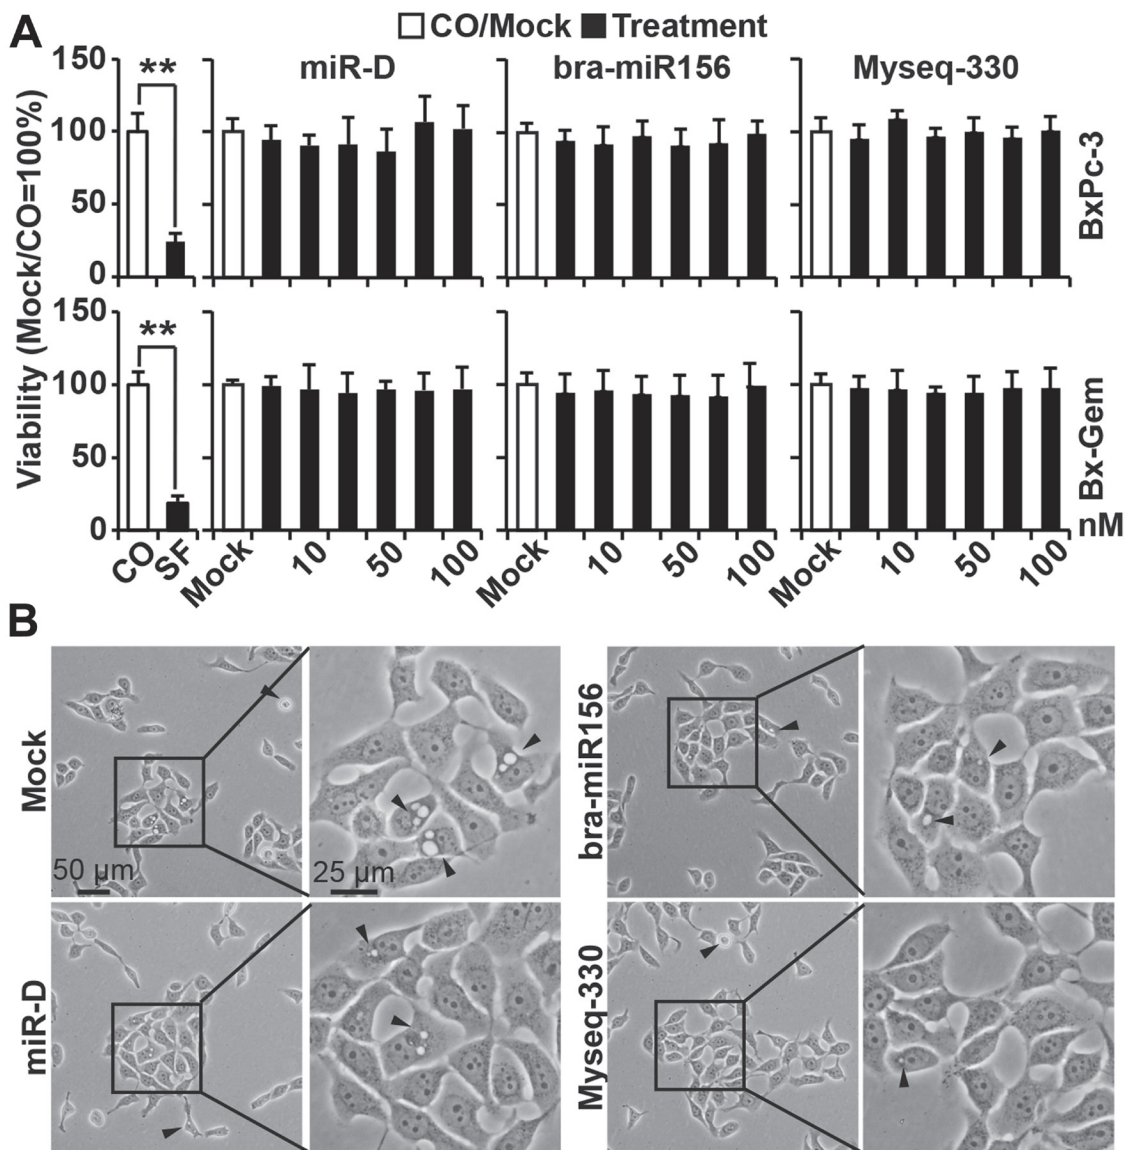 A
CO/Mock Treatment
Viability (Mock/CO=100%)
150
100
50
0
**
miR-D
bra-miR156
Myseq-330
BxPc-3
150
100
50
0
**
Bx-Gem
nM
CO SF Mock 10 50 100 Mock 10 50 100 Mock 10 50 100
B
Mock
50 µm
25 µm
bra-miR156
miR-D
Myseq-330